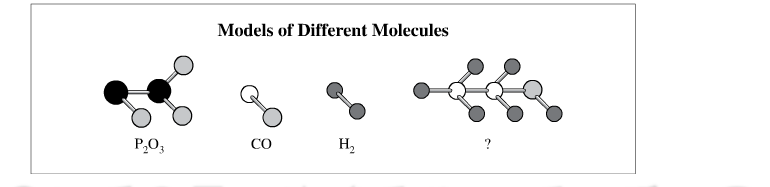 Models of Different Molecules
P₂O₃ CO H₂ ?